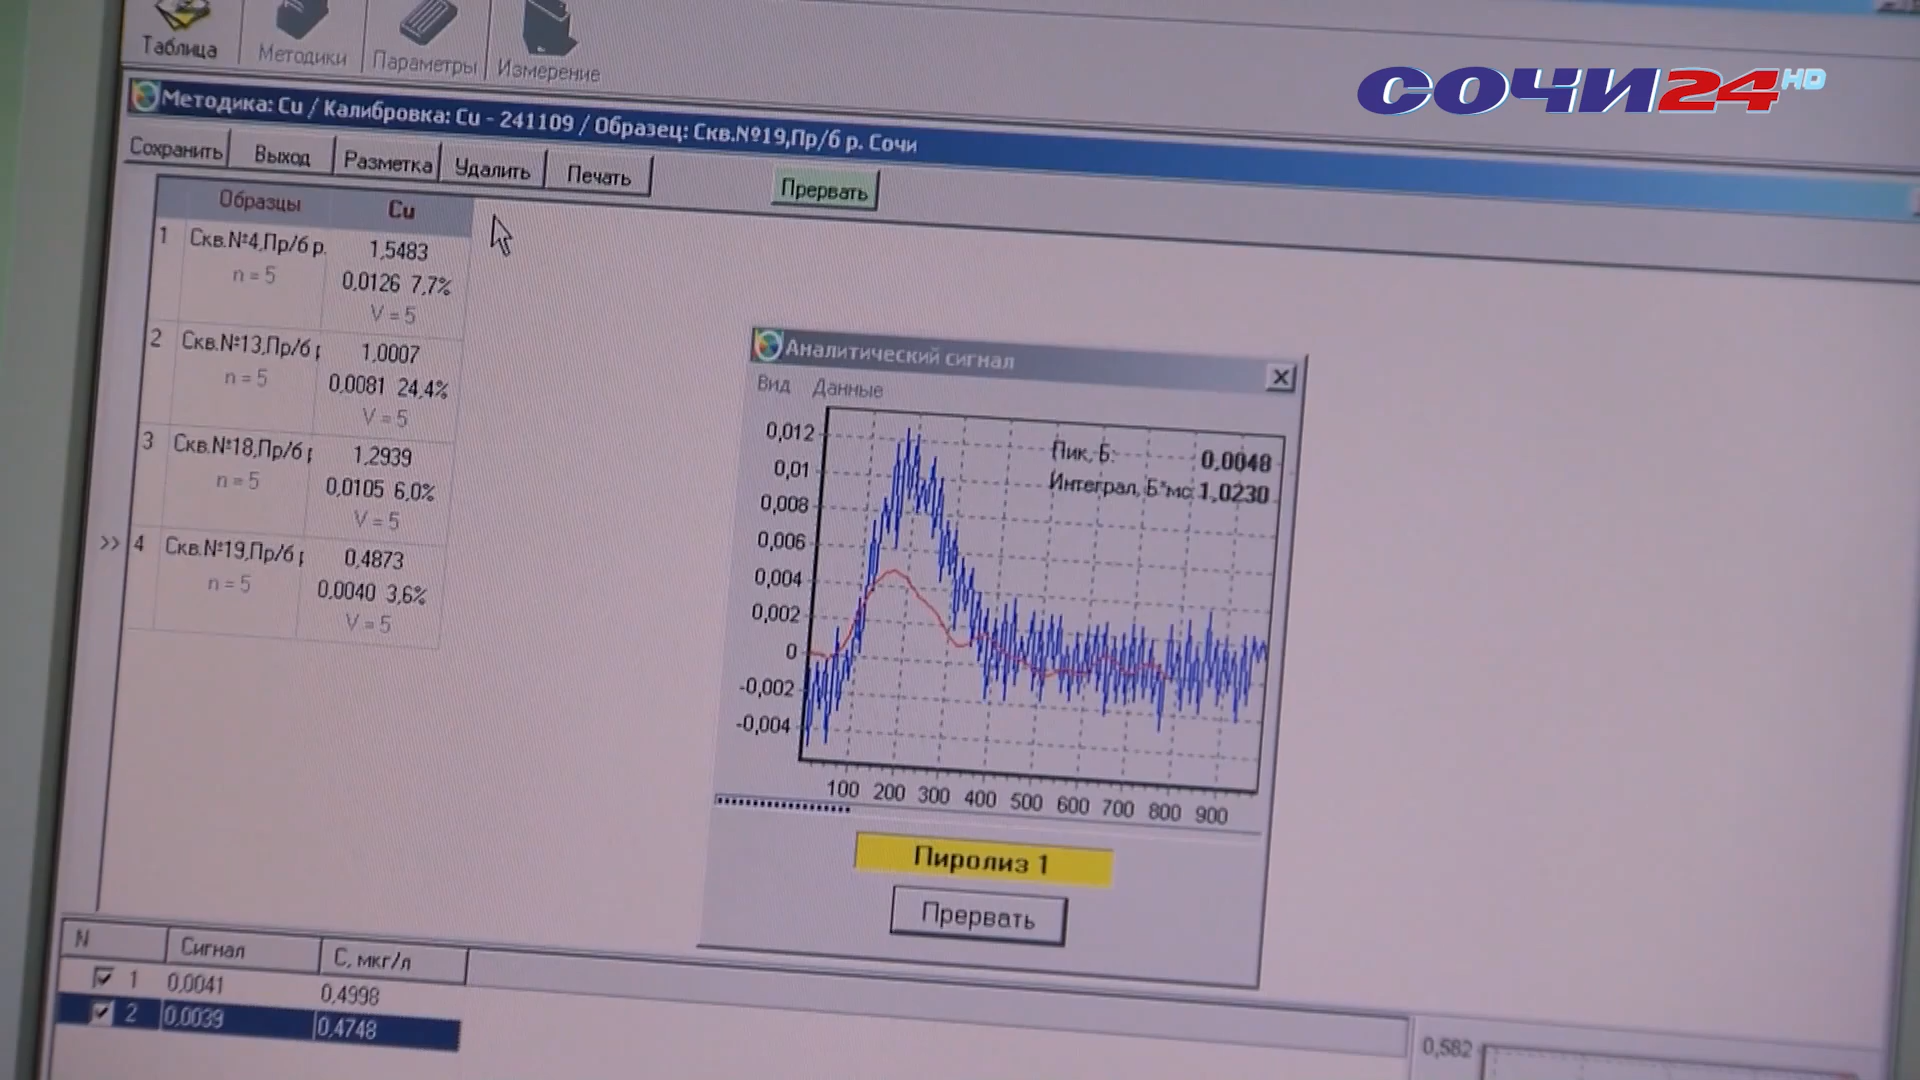 Таблица
Методики
Параметры
Измерение
СОЧИ24 HD
Методика: Cu / Калибровка: Cu - 241109 / Образец: Скв.№19,Пр/б р. Сочи
Сохранить Выход Разметка Удалить Печать Прервать
Образцы Cu
1 Скв.№4,Пр/б р. 1,5483
n = 5 0,0126 7,7%
V = 5
2 Скв.№13,Пр/б р 1,0007
n = 5 0,0081 24,4%
V = 5
3 Скв.№18,Пр/б р 1,2939
n = 5 0,0105 6,0%
V = 5
>> 4 Скв.№19,Пр/б р 0,4873
n = 5 0,0040 3,6%
V = 5
Аналитический сигнал
Вид Данные
Пик, Б: 0,0048
Интеграл, Б*мс 1,0230
0,012
0,01
0,008
0,006
0,004
0,002
0
-0,002
-0,004
100 200 300 400 500 600 700 800 900
Пиролиз 1
Прервать
N Сигнал С, мкг/л
1 0,0041 0,4998
2 0,0039 0,4748
0,582